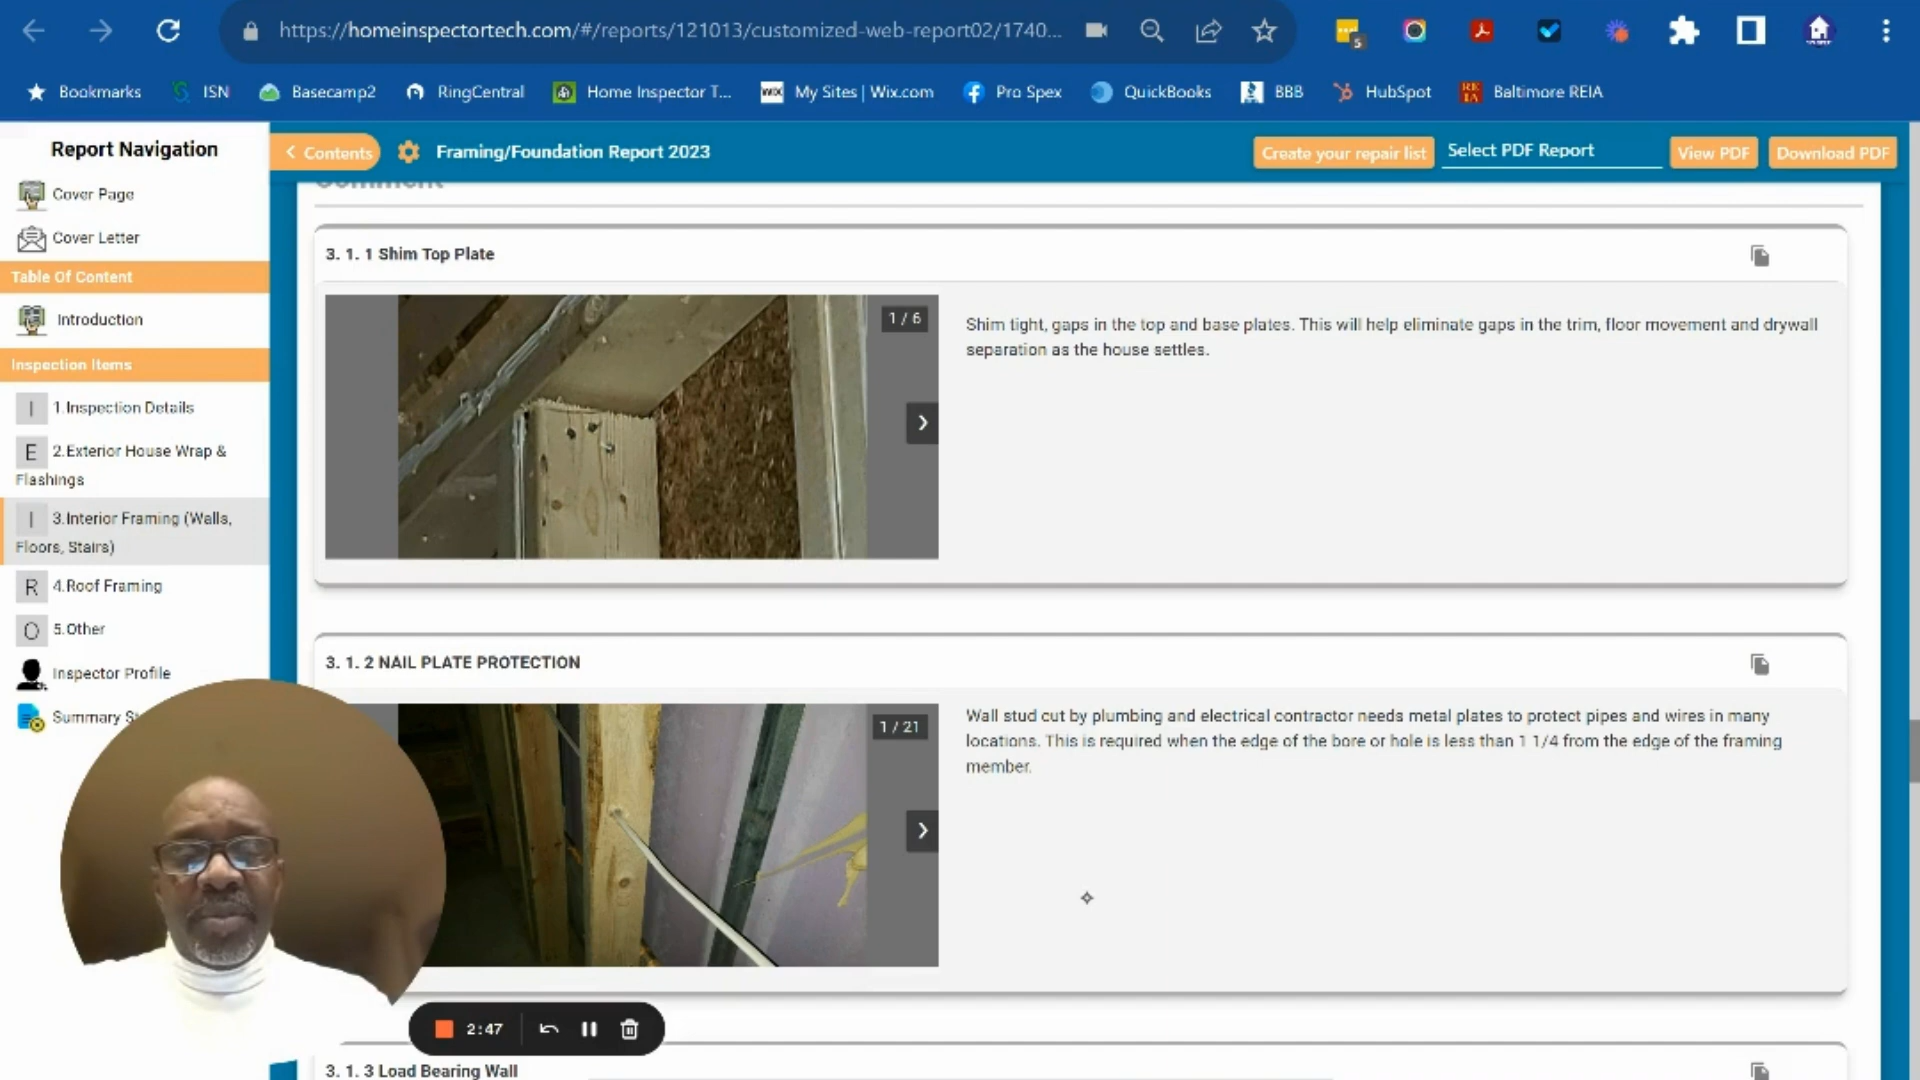 https://homeinspectortech.com/#/reports/121013/customized-web-report02/1740...
5
Bookmarks
ISN
Basecamp2
RingCentral
Home Inspector T...
WIX
My Sites | Wix.com
Pro Spex
QuickBooks
BBB
HubSpot
Baltimore REIA
Report Navigation
Cover Page
Cover Letter
Table Of Content
Introduction
Inspection Items
I 1.Inspection Details
E 2.Exterior House Wrap &
Flashings
I 3.Interior Framing (Walls,
Floors, Stairs)
R 4.Roof Framing
O 5.Other
Inspector Profile
Summary
Contents
Framing/Foundation Report 2023
Create your repair list
Select PDF Report
View PDF
Download PDF
Comment
3. 1. 1 Shim Top Plate
1 / 6
Shim tight, gaps in the top and base plates. This will help eliminate gaps in the trim, floor movement and drywall
separation as the house settles.
3. 1. 2 NAIL PLATE PROTECTION
1 / 21
Wall stud cut by plumbing and electrical contractor needs metal plates to protect pipes and wires in many
locations. This is required when the edge of the bore or hole is less than 1 1/4 from the edge of the framing
member.
2:47
3. 1. 3 Load Bearing Wall